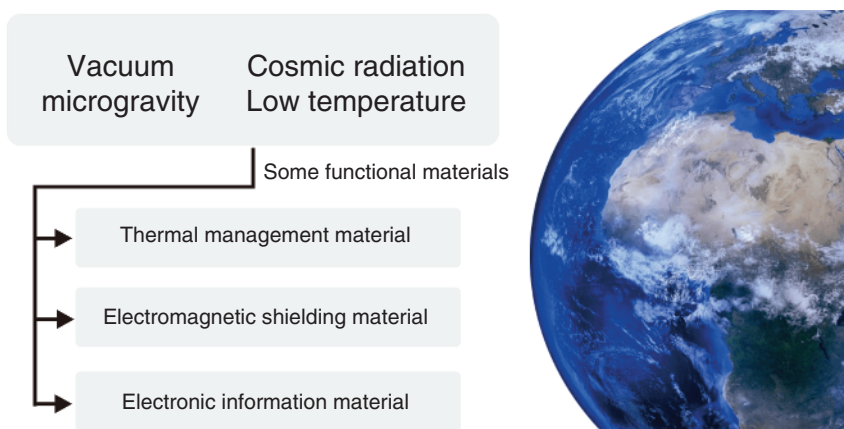 Vacuum
microgravity
Cosmic radiation
Low temperature
Some functional materials
Thermal management material
Electromagnetic shielding material
Electronic information material